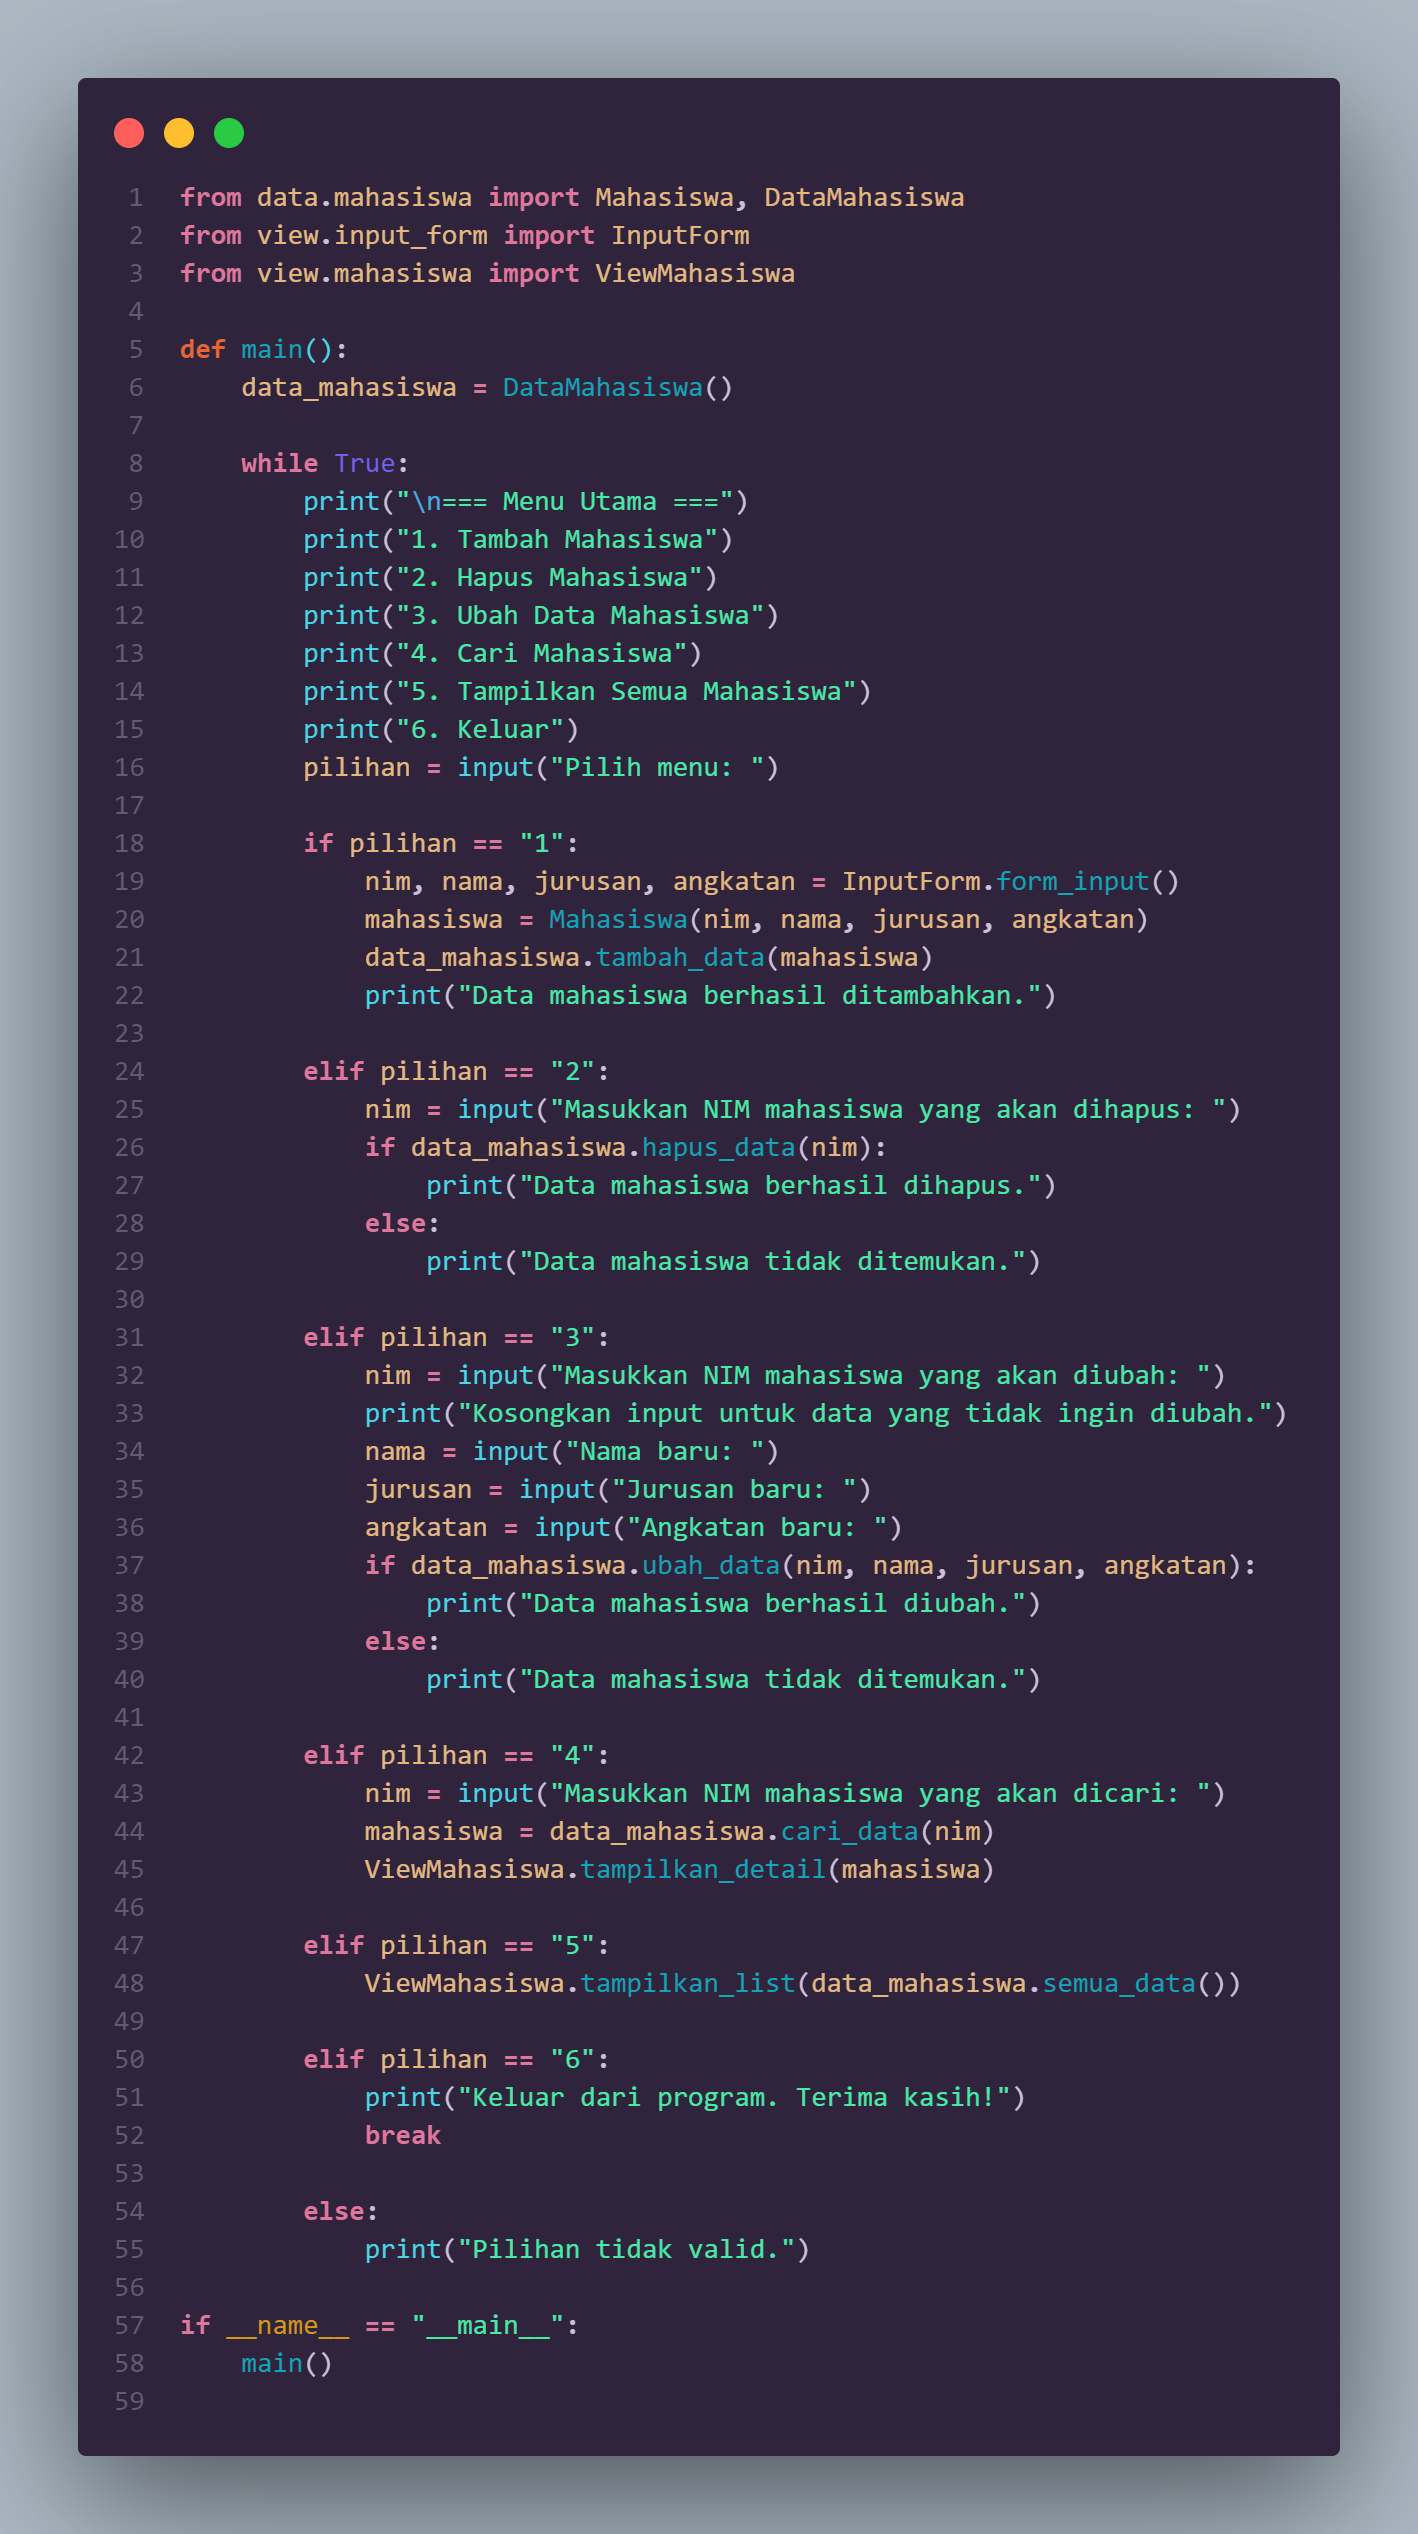 1 from data.mahasiswa import Mahasiswa, DataMahasiswa
2 from view.input_form import InputForm
3 from view.mahasiswa import ViewMahasiswa
4
5 def main():
6     data_mahasiswa = DataMahasiswa()
7
8     while True:
9         print("\n=== Menu Utama ===")
10         print("1. Tambah Mahasiswa")
11         print("2. Hapus Mahasiswa")
12         print("3. Ubah Data Mahasiswa")
13         print("4. Cari Mahasiswa")
14         print("5. Tampilkan Semua Mahasiswa")
15         print("6. Keluar")
16         pilihan = input("Pilih menu: ")
17
18         if pilihan == "1":
19             nim, nama, jurusan, angkatan = InputForm.form_input()
20             mahasiswa = Mahasiswa(nim, nama, jurusan, angkatan)
21             data_mahasiswa.tambah_data(mahasiswa)
22             print("Data mahasiswa berhasil ditambahkan.")
23
24         elif pilihan == "2":
25             nim = input("Masukkan NIM mahasiswa yang akan dihapus: ")
26             if data_mahasiswa.hapus_data(nim):
27                 print("Data mahasiswa berhasil dihapus.")
28             else:
29                 print("Data mahasiswa tidak ditemukan.")
30
31         elif pilihan == "3":
32             nim = input("Masukkan NIM mahasiswa yang akan diubah: ")
33             print("Kosongkan input untuk data yang tidak ingin diubah.")
34             nama = input("Nama baru: ")
35             jurusan = input("Jurusan baru: ")
36             angkatan = input("Angkatan baru: ")
37             if data_mahasiswa.ubah_data(nim, nama, jurusan, angkatan):
38                 print("Data mahasiswa berhasil diubah.")
39             else:
40                 print("Data mahasiswa tidak ditemukan.")
41
42         elif pilihan == "4":
43             nim = input("Masukkan NIM mahasiswa yang akan dicari: ")
44             mahasiswa = data_mahasiswa.cari_data(nim)
45             ViewMahasiswa.tampilkan_detail(mahasiswa)
46
47         elif pilihan == "5":
48             ViewMahasiswa.tampilkan_list(data_mahasiswa.semua_data())
49
50         elif pilihan == "6":
51             print("Keluar dari program. Terima kasih!")
52             break
53
54         else:
55             print("Pilihan tidak valid.")
56
57 if __name__ == "__main__":
58     main()
59